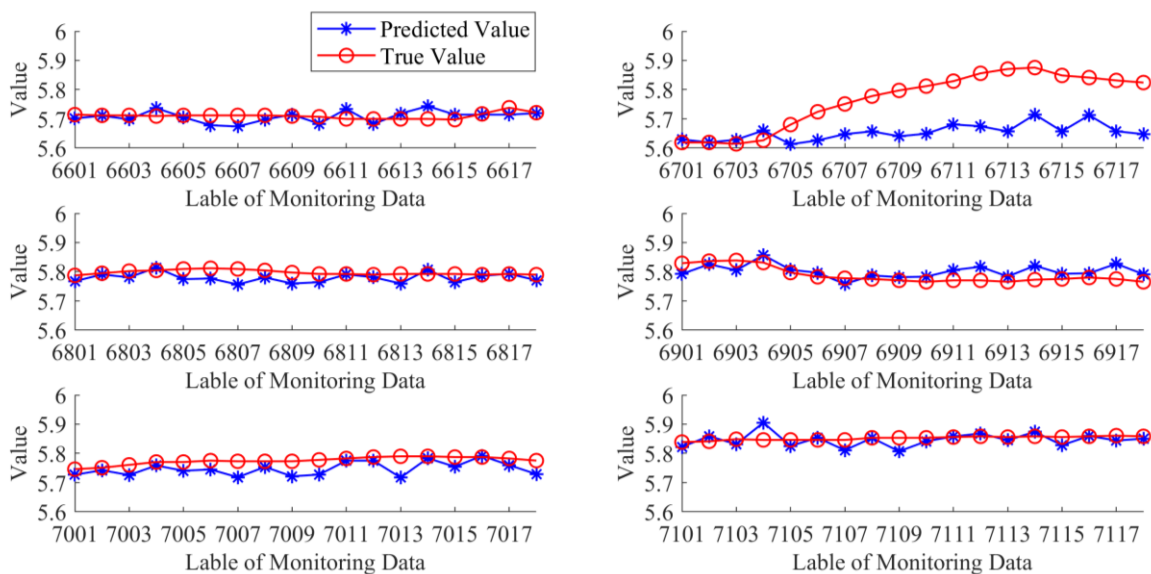 Predicted Value
True Value
Value
6
5.9
5.8
5.7
5.6
6601 6603 6605 6607 6609 6611 6613 6615 6617
Lable of Monitoring Data
Value
6
5.9
5.8
5.7
5.6
6701 6703 6705 6707 6709 6711 6713 6715 6717
Lable of Monitoring Data
Value
6
5.9
5.8
5.7
5.6
6801 6803 6805 6807 6809 6811 6813 6815 6817
Lable of Monitoring Data
Value
6
5.9
5.8
5.7
5.6
6901 6903 6905 6907 6909 6911 6913 6915 6917
Lable of Monitoring Data
Value
6
5.9
5.8
5.7
5.6
7001 7003 7005 7007 7009 7011 7013 7015 7017
Lable of Monitoring Data
Value
6
5.9
5.8
5.7
5.6
7101 7103 7105 7107 7109 7111 7113 7115 7117
Lable of Monitoring Data